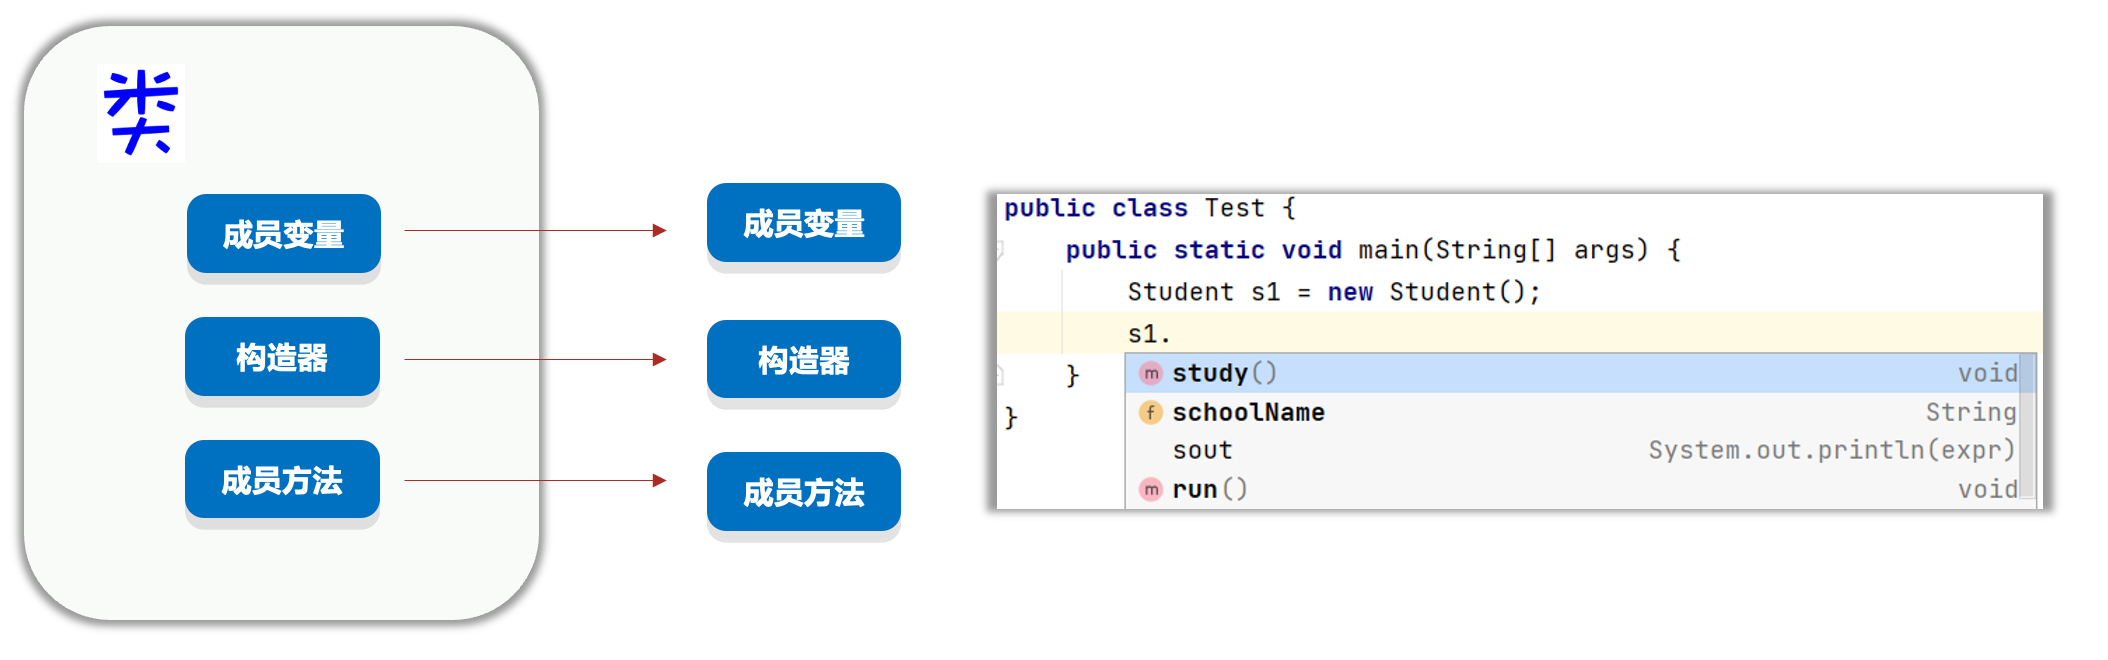 类
成员变量
构造器
成员方法
成员变量
构造器
成员方法
public class Test {
public static void main(String[] args) {
Student s1 = new Student();
s1.
}
}
m study() void
f schoolName String
sout System.out.println(expr)
m run() void